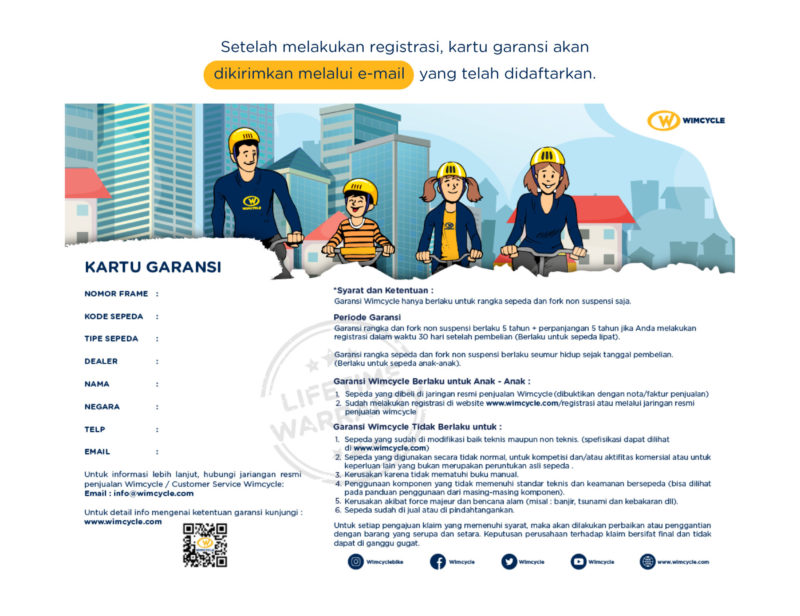 Setelah melakukan registrasi, kartu garansi akan
dikirimkan melalui e-mail yang telah didaftarkan.
WIMCYCLE
WIMCYCLE
KARTU GARANSI
NOMOR FRAME :
KODE SEPEDA :
TIPE SEPEDA :
DEALER :
NAMA :
NEGARA :
TELP :
EMAIL :
Untuk informasi lebih lanjut, hubungi jariangan resmi
penjualan Wimcycle / Customer Service Wimcycle:
Email : info@wimcycle.com
Untuk detail info mengenai ketentuan garansi kunjungi :
www.wimcycle.com
LIFETIME
WARRANTY
*Syarat dan Ketentuan :
Garansi Wimcycle hanya berlaku untuk rangka sepeda dan fork non suspensi saja.
Periode Garansi
Garansi rangka dan fork non suspensi berlaku 5 tahun + perpanjangan 5 tahun jika Anda melakukan
registrasi dalam waktu 30 hari setelah pembelian (Berlaku untuk sepeda lipat).
Garansi rangka sepeda dan fork non suspensi berlaku seumur hidup sejak tanggal pembelian.
(Berlaku untuk sepeda anak-anak).
Garansi Wimcycle Berlaku untuk Anak - Anak :
1. Sepeda yang dibeli di jaringan resmi penjualan Wimcycle (dibuktikan dengan nota/faktur penjualan)
2. Sudah melakukan registrasi di website www.wimcycle.com/registrasi atau melalui jaringan resmi
penjualan wimcycle
Garansi Wimcycle Tidak Berlaku untuk :
1. Sepeda yang sudah di modifikasi baik teknis maupun non teknis. (spefisikasi dapat dilihat
di www.wimcycle.com)
2. Sepeda yang digunakan secara tidak normal, untuk kompetisi dan/atau aktifitas komersial atau untuk
keperluan lain yang bukan merupakan peruntukan asli sepeda .
3. Kerusakan karena tidak mematuhi buku manual.
4. Penggunaan komponen yang tidak memenuhi standar teknis dan keamanan bersepeda (bisa dilihat
pada panduan penggunaan dari masing-masing komponen).
5. Kerusakan akibat force majeur dan bencana alam (misal : banjir, tsunami dan kebakaran dll).
6. Sepeda sudah di jual atau di pindahtangankan.
Untuk setiap pengajuan klaim yang memenuhi syarat, maka akan dilakukan perbaikan atau penggantian
dengan barang yang serupa dan setara. Keputusan perusahaan terhadap klaim bersifat final dan tidak
dapat di ganggu gugat.
Wimcyclebike
Wimcycle
Wimcycle
Wimcycle
www.wimcycle.com